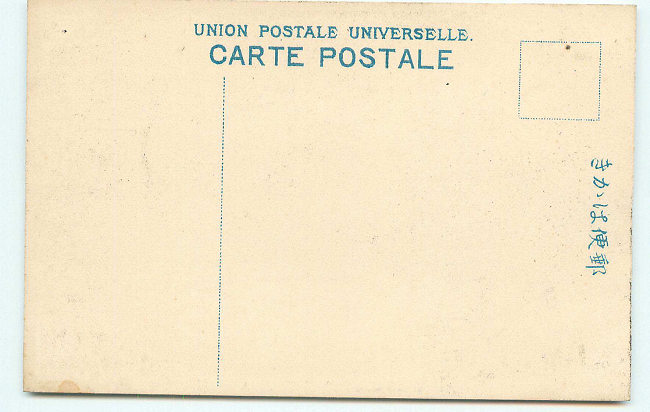 UNION POSTALE UNIVERSELLE.
CARTE POSTALE
きかは便郵